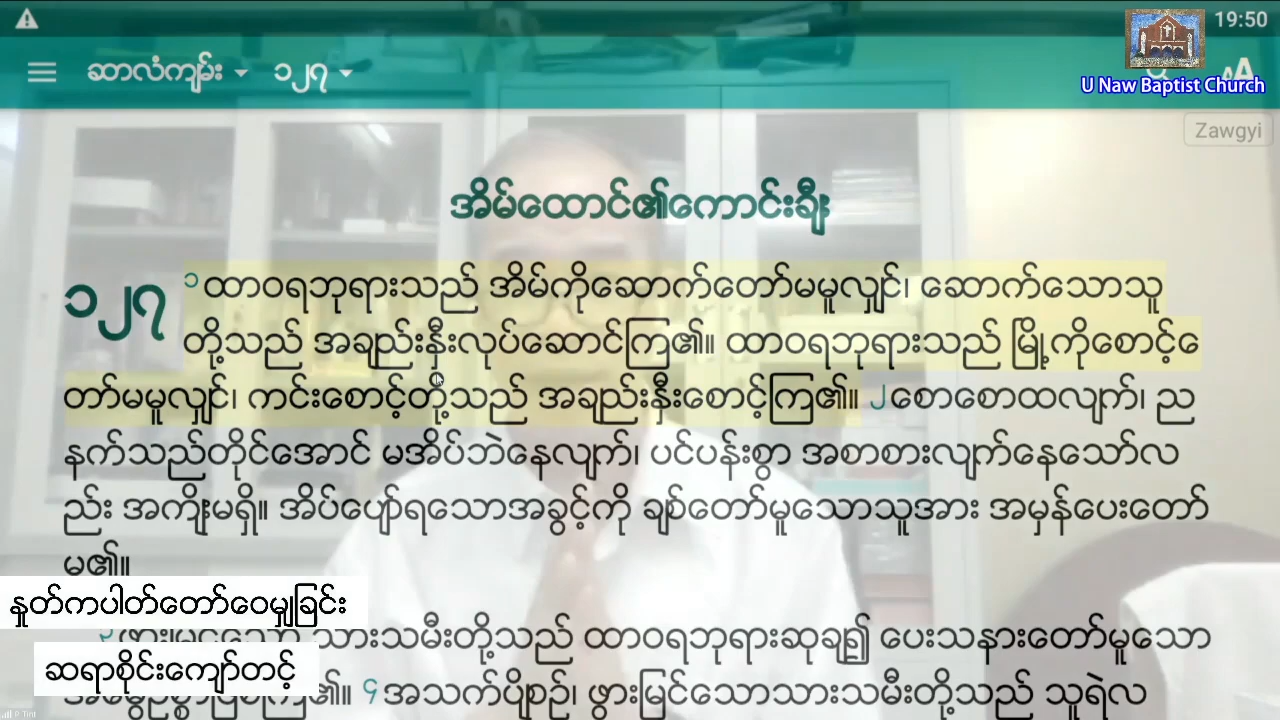 19:50
ဆာလံကျမ်း ၁၂၇
U Naw Baptist Church
Zawgyi
အိမ်ထောင်၏ကောင်းချီး
၁၂၇ ၁ထာဝရဘုရားသည် အိမ်ကိုဆောက်တော်မမူလျှင်၊ ဆောက်သောသူ
တို့သည် အချည်းနှီးလုပ်ဆောင်ကြ၏။ ထာဝရဘုရားသည် မြို့ကိုစောင့်
တော်မမူလျှင်၊ ကင်းစောင့်တို့သည် အချည်းနှီးစောင့်ကြ၏။ ၂စောစောထလျက်၊ ည
နက်သည်တိုင်အောင် မအိပ်ဘဲနေလျက်၊ ပင်ပန်းစွာ အစာစားလျက်နေသော်လ
ည်း အကျိုးမရှိ။ အိပ်ပျော်ရသောအခွင့်ကို ချစ်တော်မူသောသူအား အမှန်ပေးတော်
မူ၏။
နှုတ်ကပါတ်တော်ဝေမျှခြင်း
၃ဖွားမြင်သော သားသမီးတို့သည် ထာဝရဘုရားဆုချ၍ ပေးသနားတော်မူသော
ဆရာစိုင်းကျော်တင့်
၄အသက်ပျိုစဉ်၊ ဖွားမြင်သောသားသမီးတို့သည် သူရဲလ
P Tint